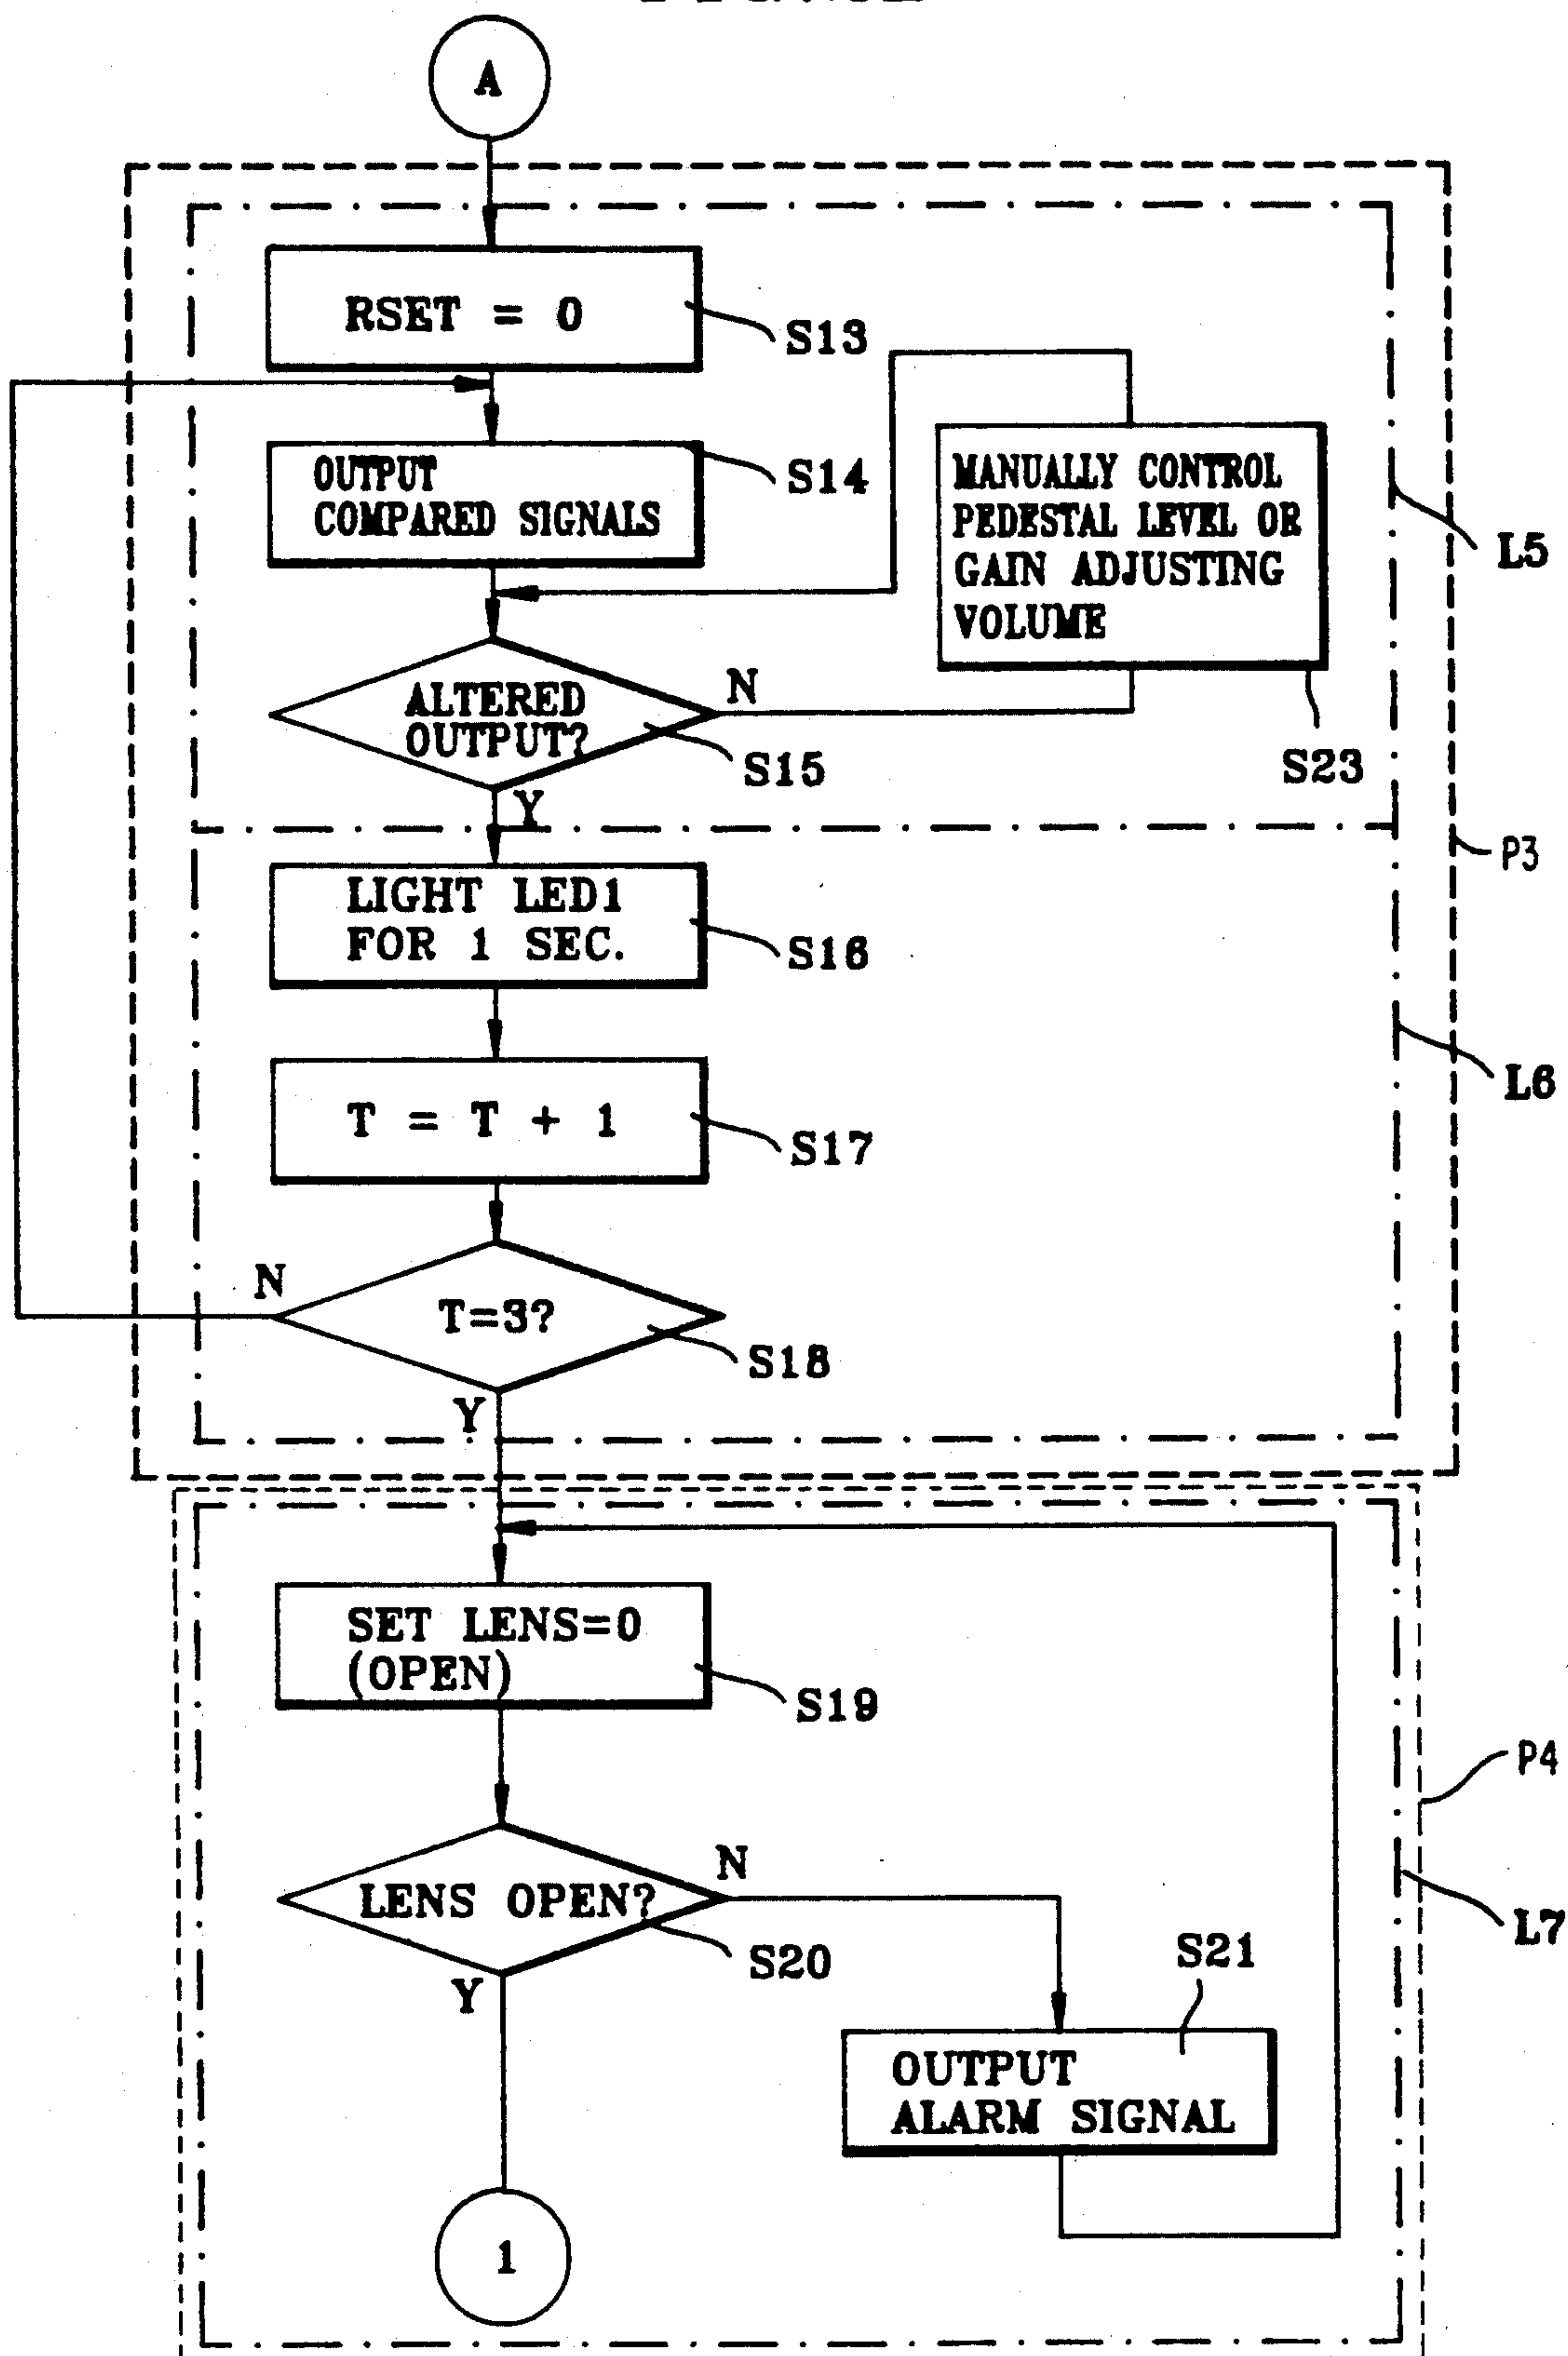 A
RSET = 0
S13
OUTPUT
COMPARED SIGNALS
S14
MANUALLY CONTROL
PEDESTAL LEVEL OR
GAIN ADJUSTING
VOLUME
L5
ALTERED
OUTPUT?
N
S15
S23
Y
P3
LIGHT LED1
FOR 1 SEC.
S16
L6
T = T + 1
S17
N
T=3?
S18
Y
SET LENS=0
(OPEN)
S19
P4
LENS OPEN?
N
S20
L7
Y
S21
OUTPUT
ALARM SIGNAL
1